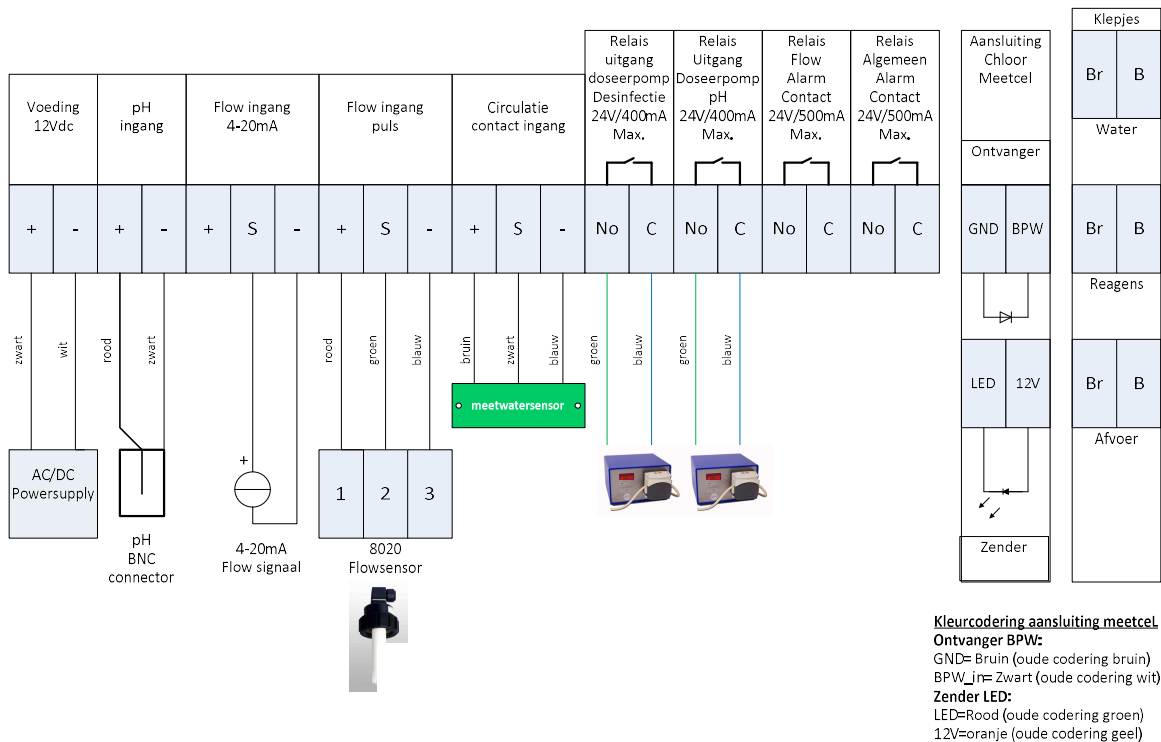 Voeding
12Vdc
pH
ingang
Flow ingang
4-20mA
Flow ingang
puls
Circulatie
contact ingang
Relais
uitgang
doseerpomp
Desinfectie
24V/400mA
Max.
Relais
Uitgang
Doseerpomp
pH
24V/400mA
Max.
Relais
Flow
Alarm
Contact
24V/500mA
Max.
Relais
Algemeen
Alarm
Contact
24V/500mA
Max.
+ - + - + S - + S - + S - No C No C No C No C
zwart
wit
rood
zwart
rood
groen
blauw
bruin
zwart
blauw
groen
blauw
groen
blauw
meetwatersensor
AC/DC
Powersupply
pH
BNC
connector
+
4-20mA
Flow signaal
1 2 3
8020
Flowsensor
Aansluiting
Chloor
Meetcel
Ontvanger
GND BPW
LED 12V
Zender
Klepjes
Br B
Water
Br B
Reagens
Br B
Afvoer
Kleurcodering aansluiting meetceL
Ontvanger BPW:
GND= Bruin (oude codering bruin)
BPW_in= Zwart (oude codering wit)
Zender LED:
LED=Rood (oude codering groen)
12V=oranje (oude codering geel)